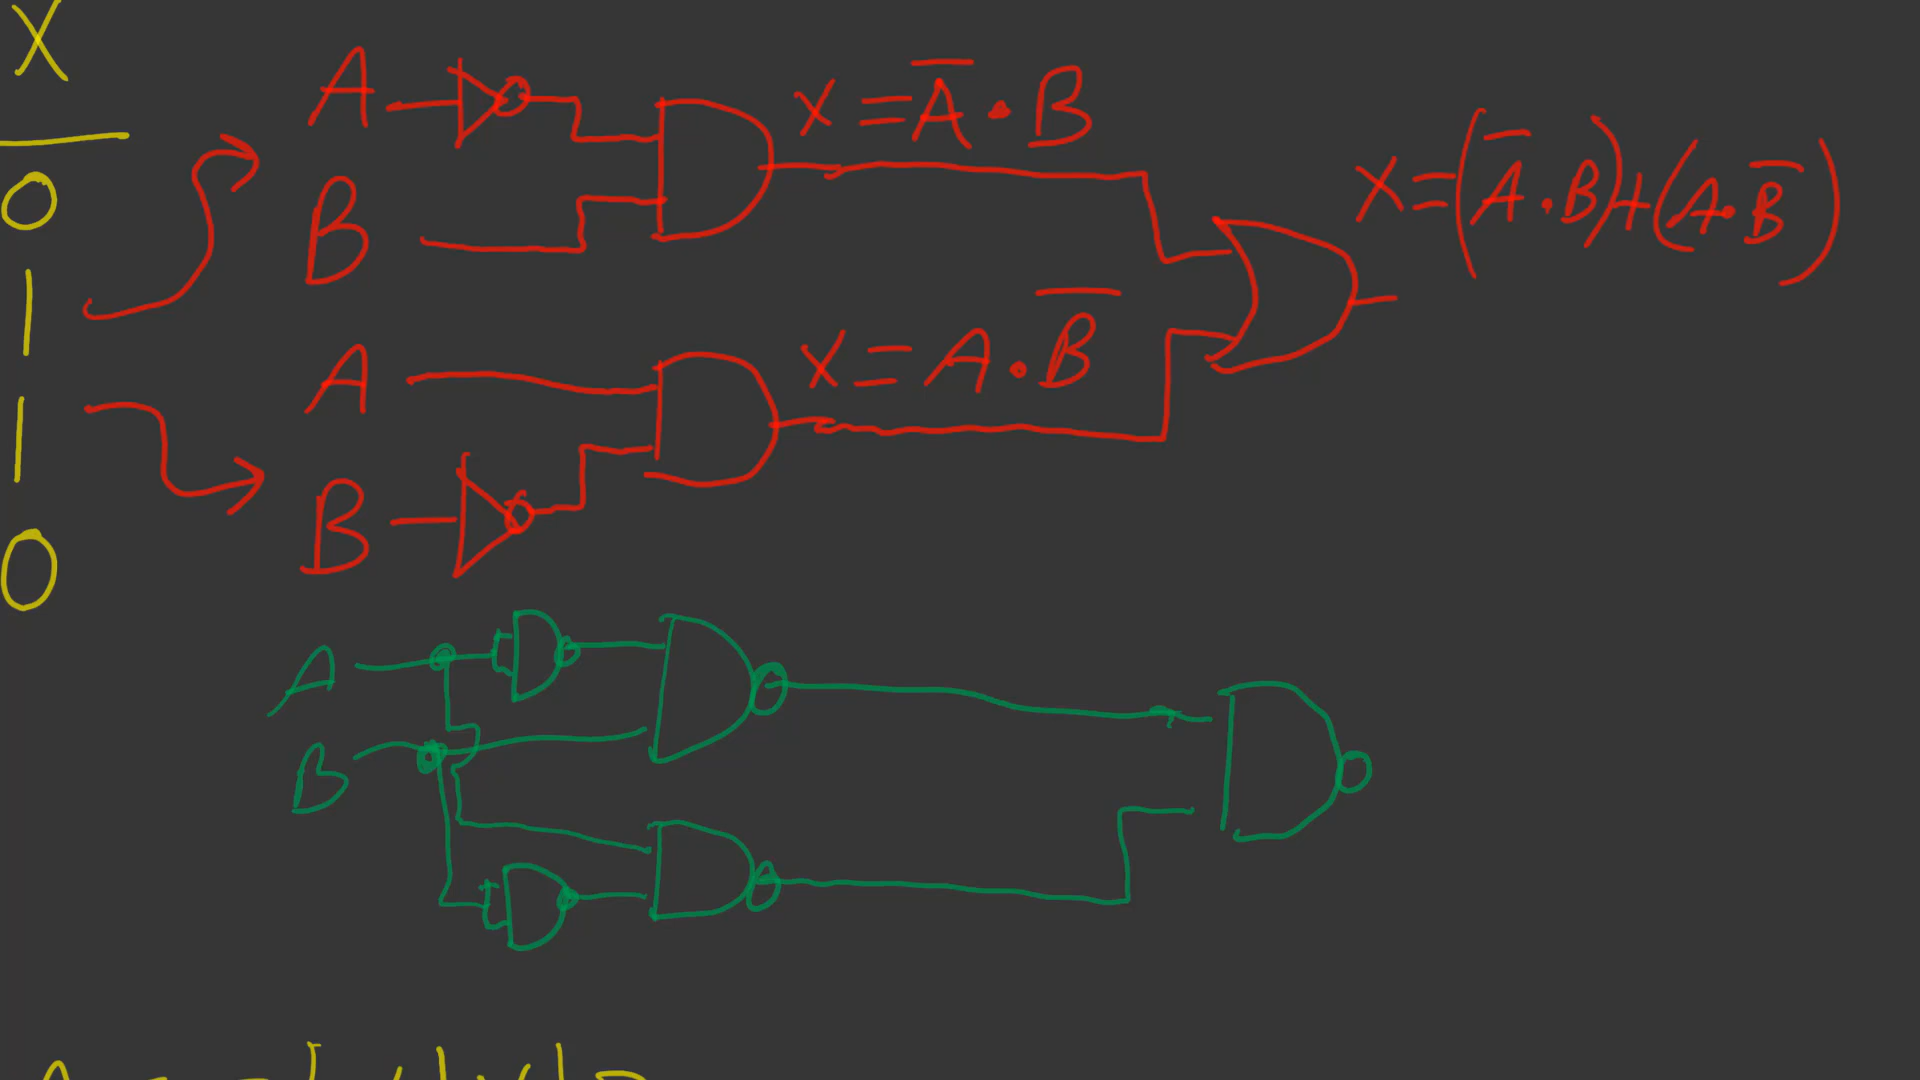 X
0
1
1
0
A
B
X = A̅ · B
A
B
X = A · B̅
X = (A̅ · B) + (A · B̅)
A
B